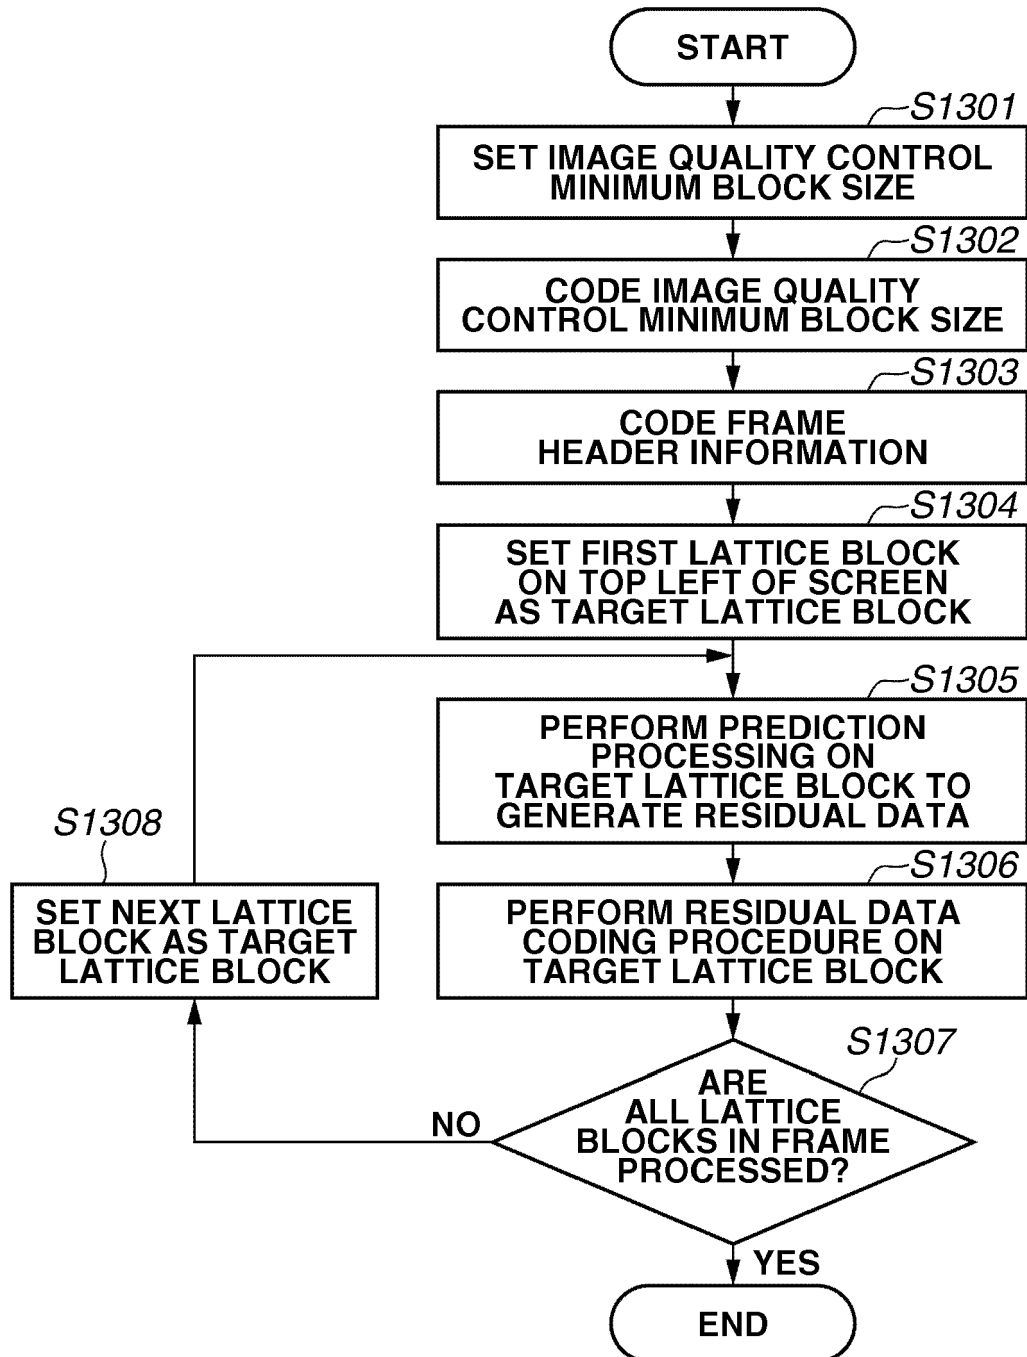 START
S1301
SET IMAGE QUALITY CONTROL
MINIMUM BLOCK SIZE
S1302
CODE IMAGE QUALITY
CONTROL MINIMUM BLOCK SIZE
S1303
CODE FRAME
HEADER INFORMATION
S1304
SET FIRST LATTICE BLOCK
ON TOP LEFT OF SCREEN
AS TARGET LATTICE BLOCK
S1305
PERFORM PREDICTION
PROCESSING ON
TARGET LATTICE BLOCK TO
GENERATE RESIDUAL DATA
S1308
SET NEXT LATTICE
BLOCK AS TARGET
LATTICE BLOCK
S1306
PERFORM RESIDUAL DATA
CODING PROCEDURE ON
TARGET LATTICE BLOCK
S1307
ARE
ALL LATTICE
BLOCKS IN FRAME
PROCESSED?
NO
YES
END